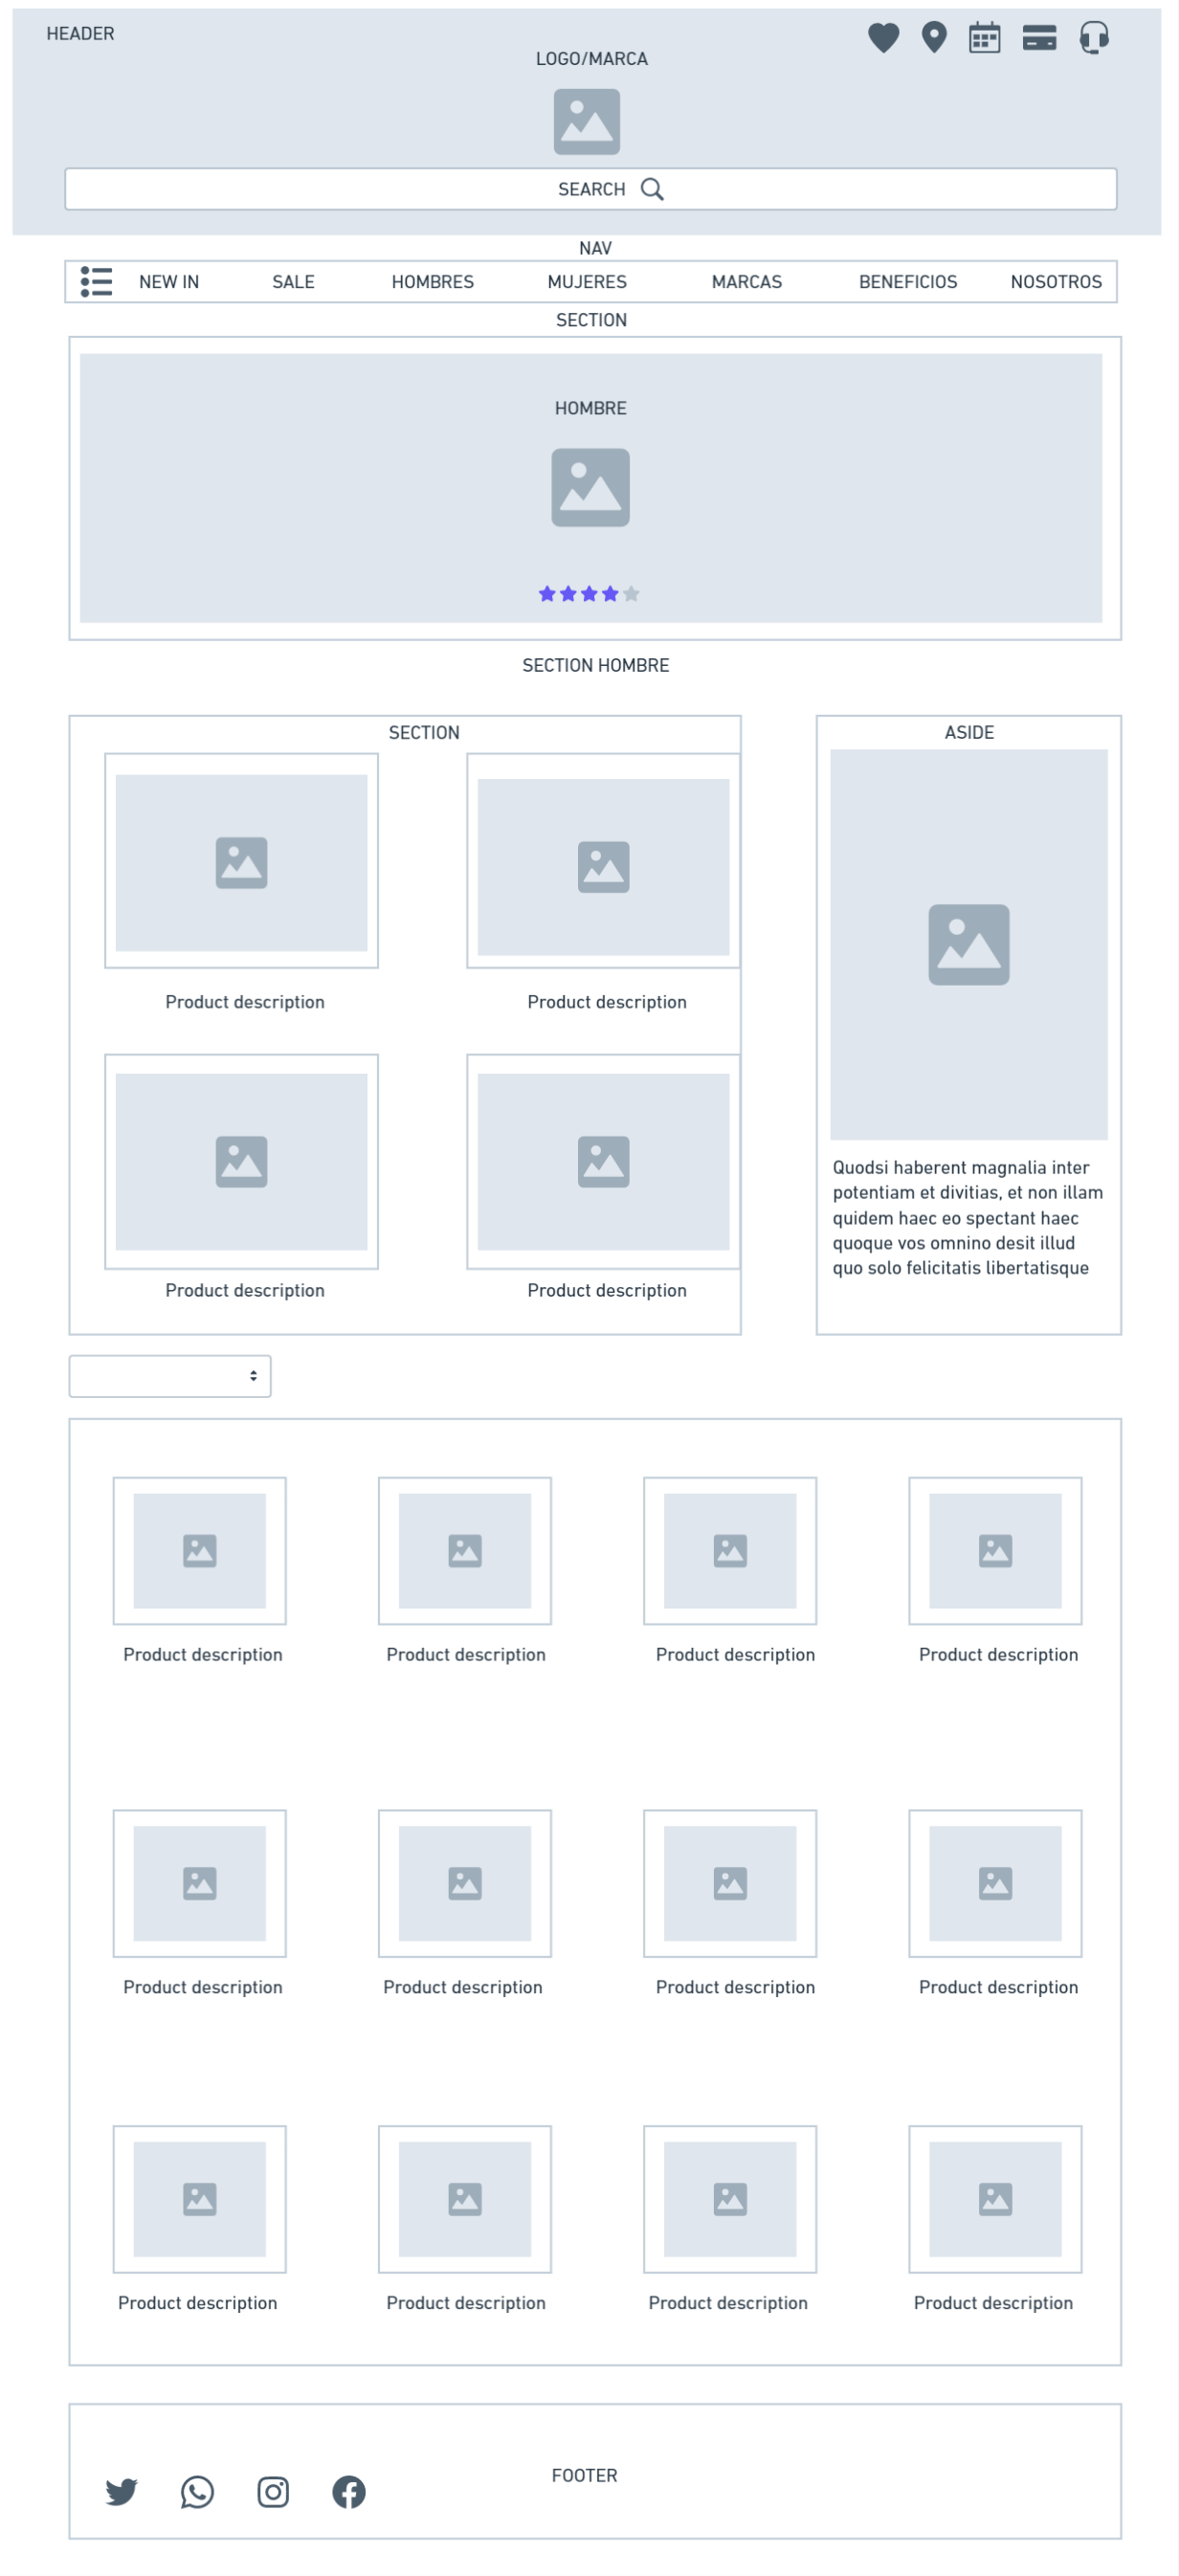 HEADER
LOGO/MARCA
SEARCH
NAV
NEW IN SALE HOMBRES MUJERES MARCAS BENEFICIOS NOSOTROS
SECTION
HOMBRE
SECTION HOMBRE
SECTION
Product description Product description
Product description Product description
ASIDE
Quodsi haberent magnalia inter
potentiam et divitias, et non illam
quidem haec eo spectant haec
quoque vos omnino desit illud
quo solo felicitatis libertatisque
Product description Product description Product description Product description
Product description Product description Product description Product description
Product description Product description Product description Product description
FOOTER